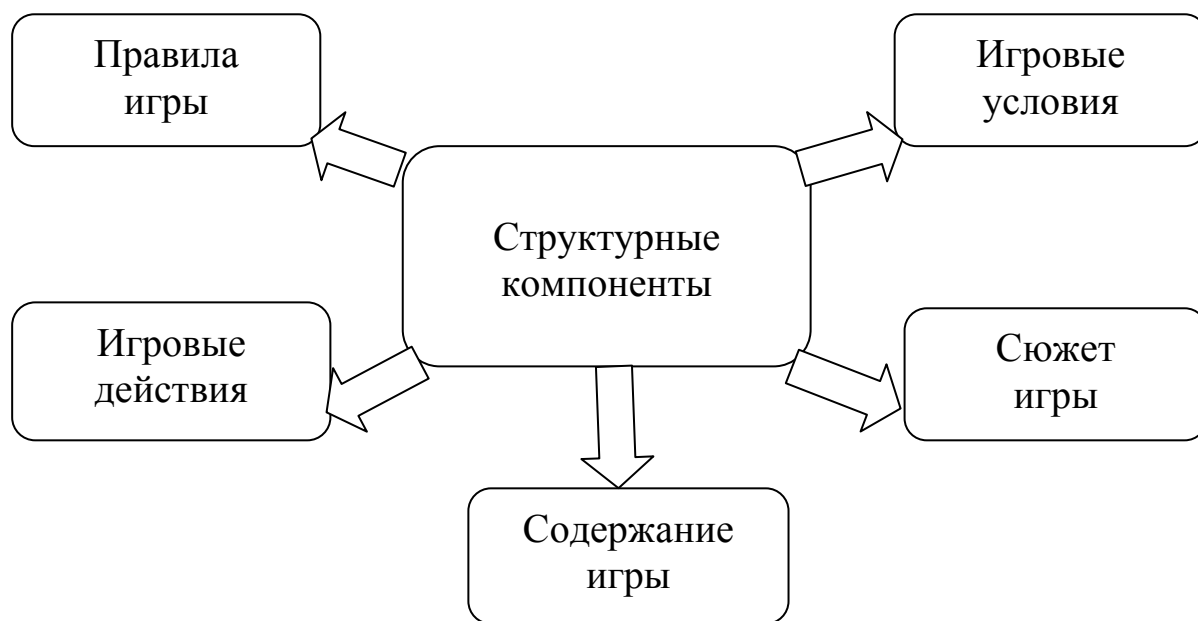 Правила
игры
Игровые
условия
Структурные
компоненты
Игровые
действия
Сюжет
игры
Содержание
игры